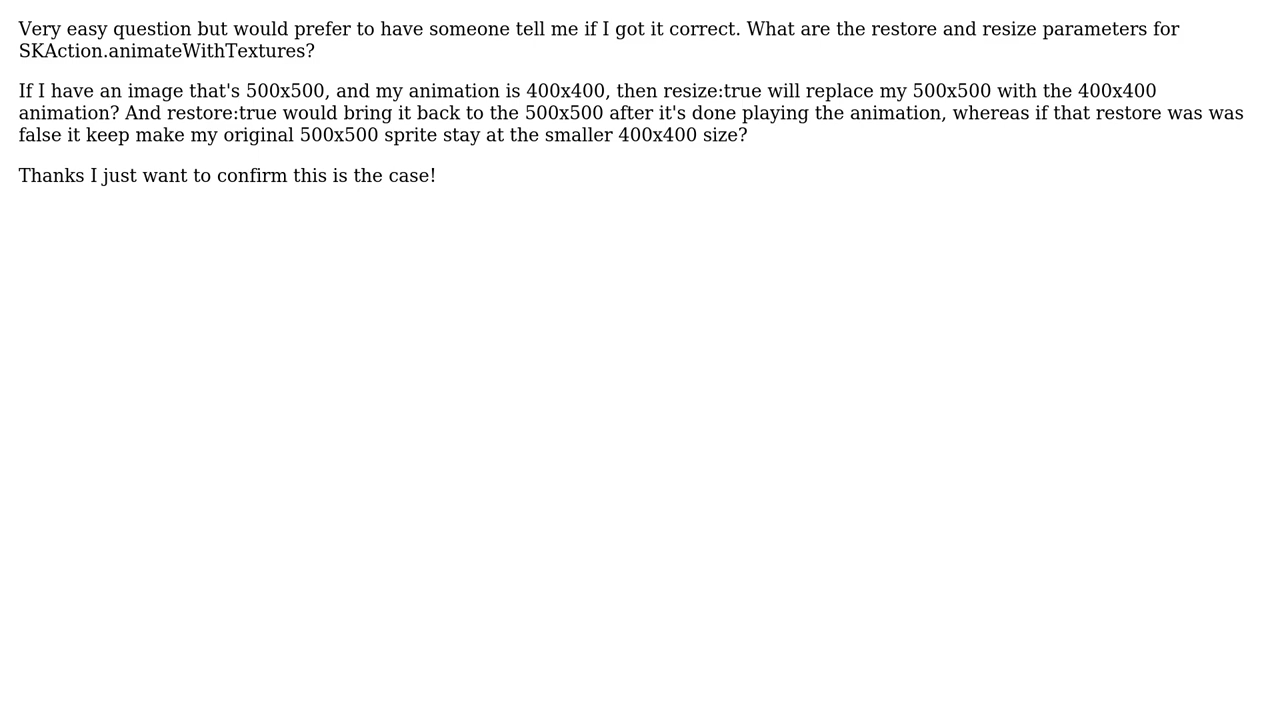 Very easy question but would prefer to have someone tell me if I got it correct. What are the restore and resize parameters for
SKAction.animateWithTextures?
If I have an image that's 500x500, and my animation is 400x400, then resize:true will replace my 500x500 with the 400x400
animation? And restore:true would bring it back to the 500x500 after it's done playing the animation, whereas if that restore was was
false it keep make my original 500x500 sprite stay at the smaller 400x400 size?
Thanks I just want to confirm this is the case!